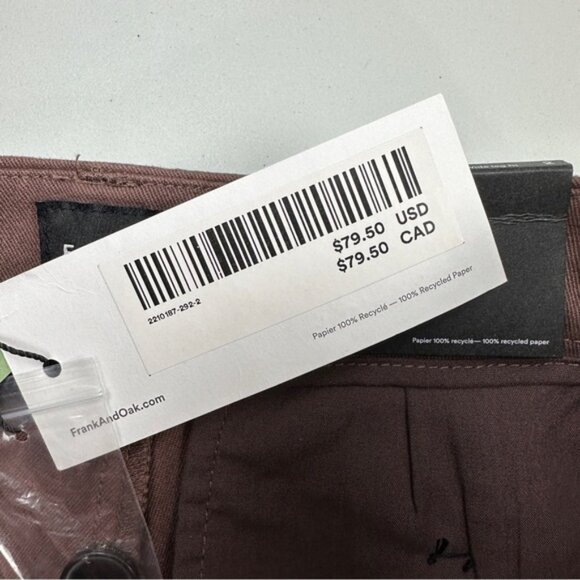 $79.50 USD
$79.50 CAD
2210187-292-2
Papier 100% Recyclé — 100% Recycled Paper
FrankAndOak.com
Papier 100% recyclé— 100% recycled paper